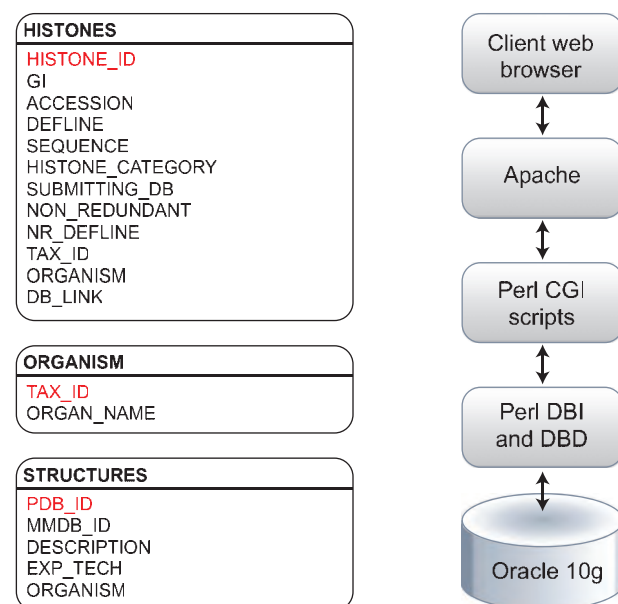 HISTONES
HISTONE_ID
GI
ACCESSION
DEFLINE
SEQUENCE
HISTONE_CATEGORY
SUBMITTING_DB
NON_REDUNDANT
NR_DEFLINE
TAX_ID
ORGANISM
DB_LINK
ORGANISM
TAX_ID
ORGAN_NAME
STRUCTURES
PDB_ID
MMDB_ID
DESCRIPTION
EXP_TECH
ORGANISM
Client web
browser
Apache
Perl CGI
scripts
Perl DBI
and DBD
Oracle 10g